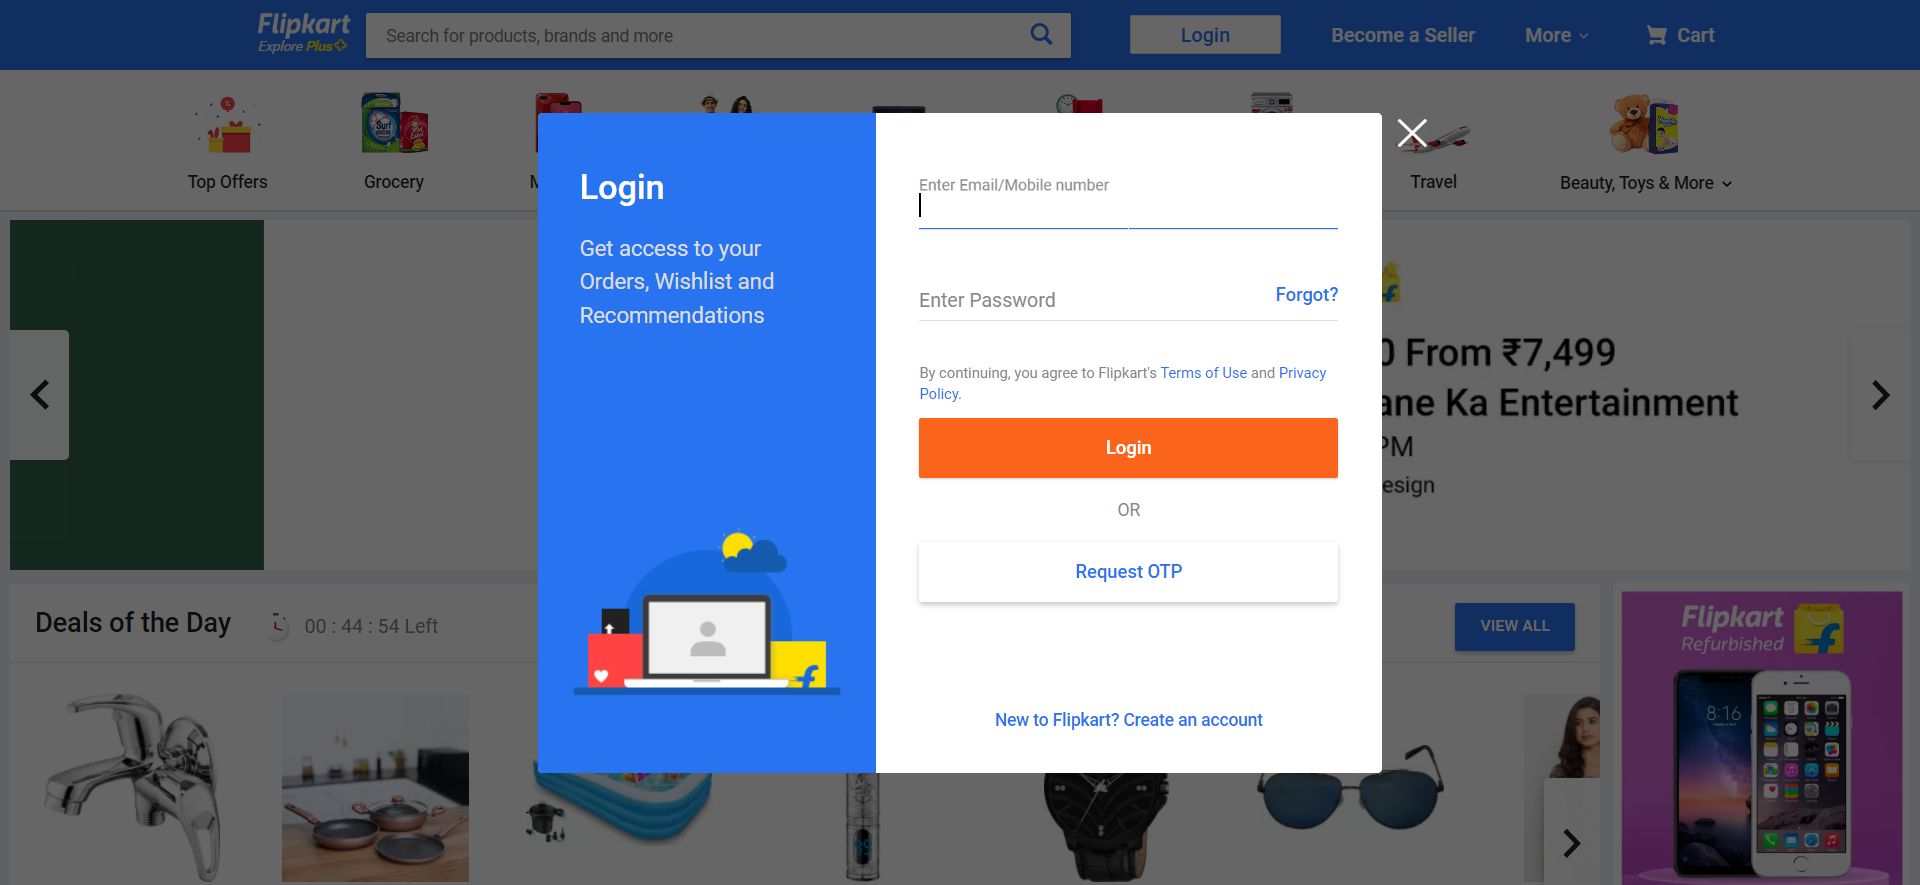 Flipkart
Explore Plus
Search for products, brands and more
Login
Become a Seller
More
Cart
Top Offers
Grocery
Travel
Beauty, Toys & More
Login
Get access to your
Orders, Wishlist and
Recommendations
Enter Email/Mobile number
Enter Password
Forgot?
By continuing, you agree to Flipkart's Terms of Use and Privacy
Policy.
Login
OR
Request OTP
New to Flipkart? Create an account
0 From ₹7,499
ane Ka Entertainment
PM
esign
Deals of the Day
00 : 44 : 54 Left
VIEW ALL
Flipkart
Refurbished
8:16